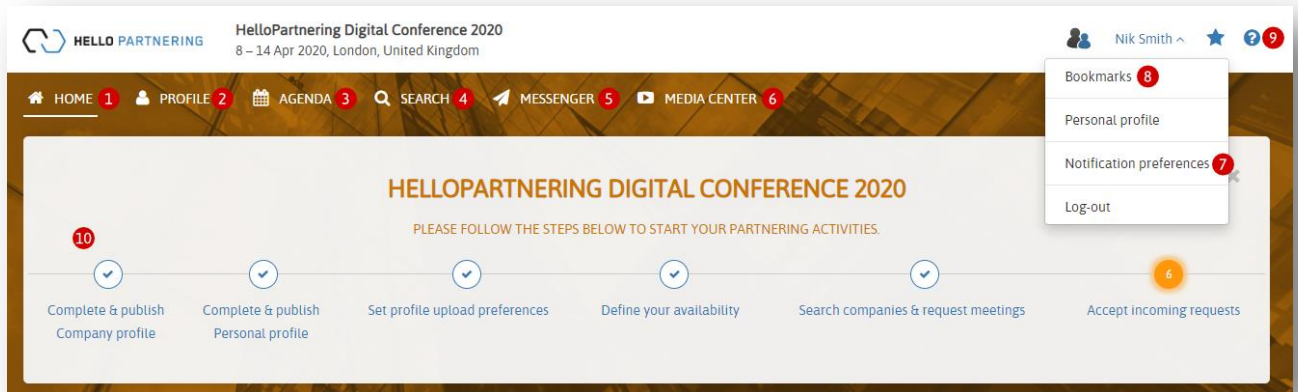 HELLO PARTNERING
HelloPartnering Digital Conference 2020
8 – 14 Apr 2020, London, United Kingdom
Nik Smith
9
HOME 1 PROFILE 2 AGENDA 3 SEARCH 4 MESSENGER 5 MEDIA CENTER 6
Bookmarks 8
Personal profile
Notification preferences 7
Log-out
HELLOPARTNERING DIGITAL CONFERENCE 2020
PLEASE FOLLOW THE STEPS BELOW TO START YOUR PARTNERING ACTIVITIES.
10
6
Complete & publish
Company profile
Complete & publish
Personal profile
Set profile upload preferences
Define your availability
Search companies & request meetings
Accept incoming requests